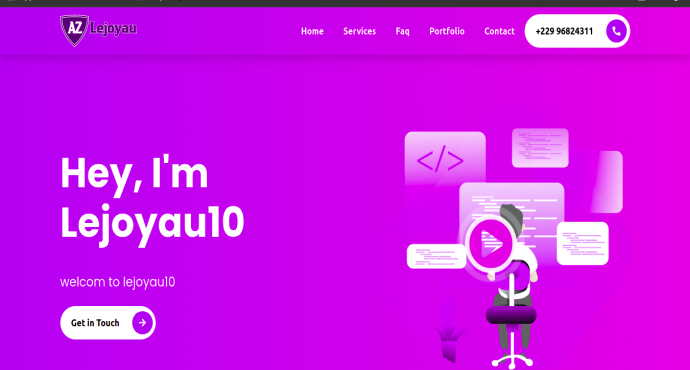 AZ Lejoyau
Home Services Faq Portfolio Contact +229 96824311
</>
Hey, I'm
Lejoyau10
welcom to lejoyau10
Get in Touch